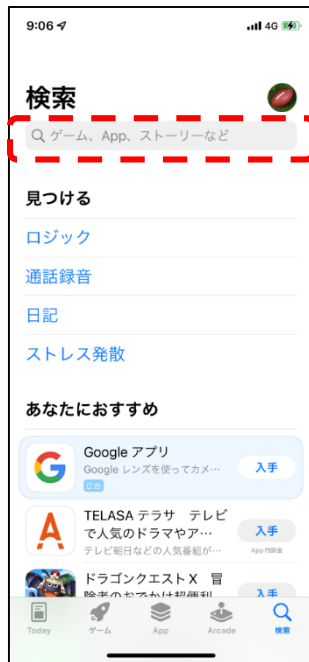 9:06
4G
検索
ゲーム、App、ストーリーなど
見つける
ロジック
通話録音
日記
ストレス発散
あなたにおすすめ
Google アプリ
Google レンズを使ってカメ…
広告
入手
TELASA テラサ テレビ
で人気のドラマやア…
テレビ朝日などの人気番組が…
入手
App 内課金
ドラゴンクエストX 冒
険者のおでかけ超便利
入手
Today
ゲーム
App
Arcade
検索